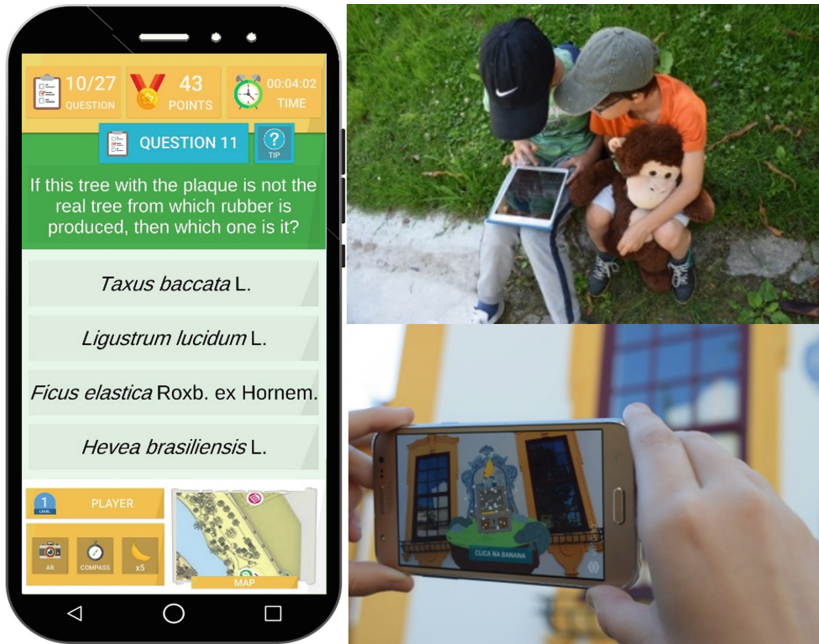 10/27
QUESTION
43
POINTS
00:04:02
TIME
QUESTION 11
TIP
If this tree with the plaque is not the
real tree from which rubber is
produced, then which one is it?
Taxus baccata L.
Ligustrum lucidum L.
Ficus elastica Roxb. ex Hornem.
Hevea brasiliensis L.
1
LEVEL
PLAYER
AR
COMPASS
x5
MAP
CLICA NA BANANA